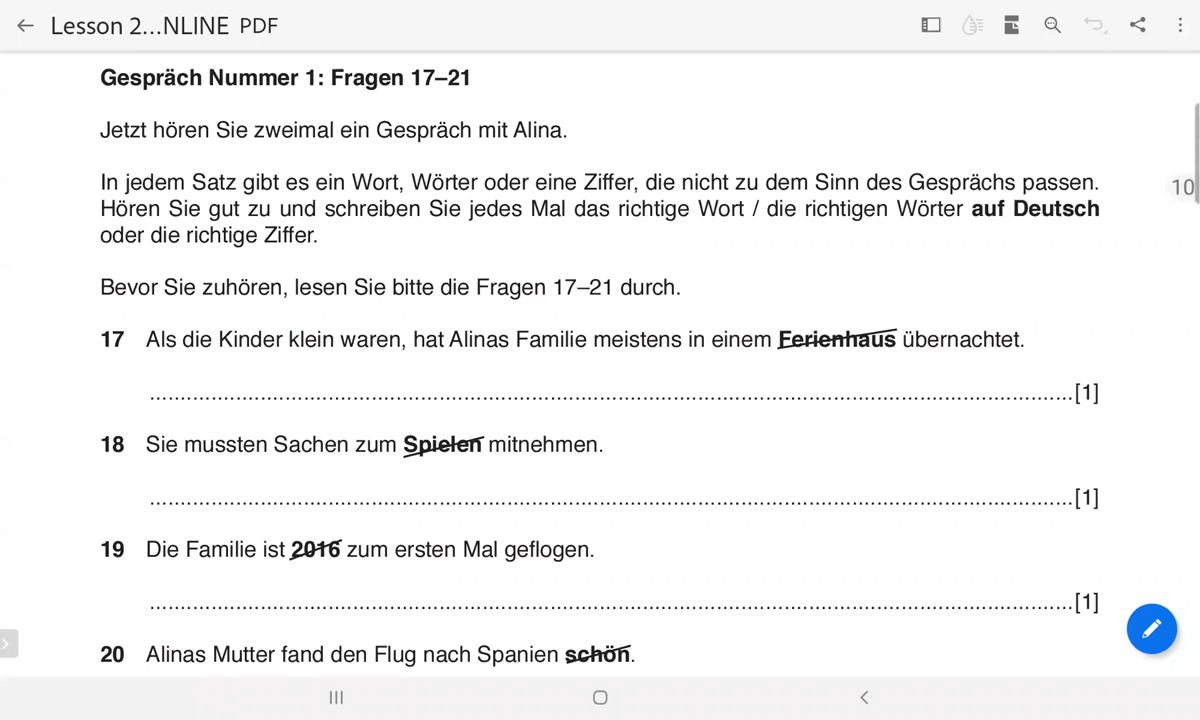 Lesson 2...NLINE PDF
Gespräch Nummer 1: Fragen 17–21
Jetzt hören Sie zweimal ein Gespräch mit Alina.
In jedem Satz gibt es ein Wort, Wörter oder eine Ziffer, die nicht zu dem Sinn des Gesprächs passen.
Hören Sie gut zu und schreiben Sie jedes Mal das richtige Wort / die richtigen Wörter auf Deutsch
oder die richtige Ziffer.
10
Bevor Sie zuhören, lesen Sie bitte die Fragen 17–21 durch.
17 Als die Kinder klein waren, hat Alinas Familie meistens in einem Ferienhaus übernachtet.
[1]
18 Sie mussten Sachen zum Spielen mitnehmen.
[1]
19 Die Familie ist 2016 zum ersten Mal geflogen.
[1]
20 Alinas Mutter fand den Flug nach Spanien schön.